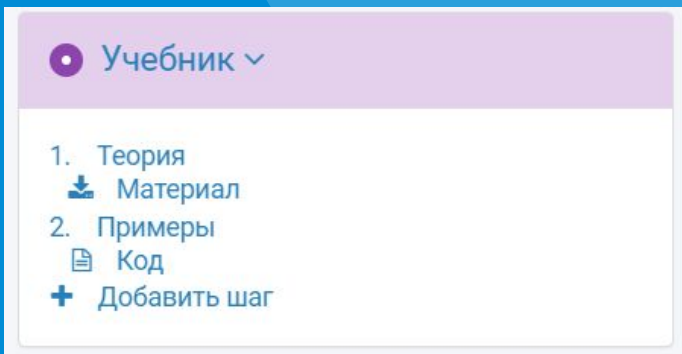 Учебник
1. Теория
Материал
2. Примеры
Код
Добавить шаг